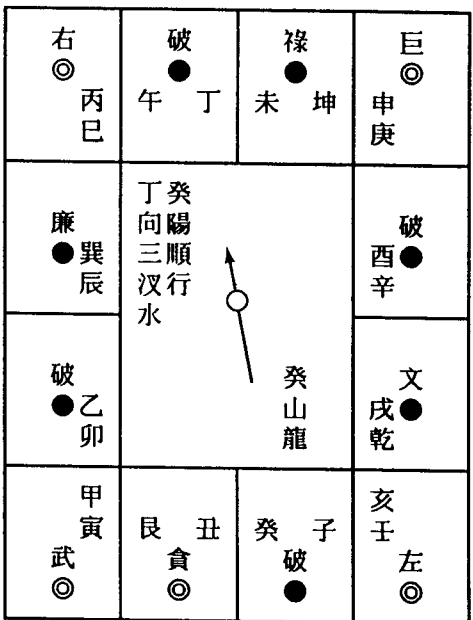 右
丙巳
破
午 丁
祿
未 坤
巨
申庚
廉
巽辰
癸陽順行
丁向三汊水
破
酉辛
破
乙卯
癸山龍
文
戌乾
甲寅
武
艮 丑
貪
癸 子
破
亥壬
左